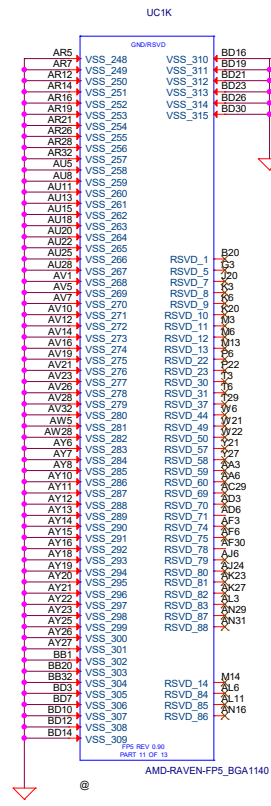 UC1K
GND/RSVD
AR5 VSS_248 VSS_310 BD16
AR7 VSS_249 VSS_311 BD19
AR12 VSS_250 VSS_312 BD21
AR14 VSS_251 VSS_313 BD23
AR16 VSS_252 VSS_314 BD26
AR19 VSS_253 VSS_315 BD30
AR21 VSS_254
AR26 VSS_255
AR28 VSS_256
AR32 VSS_257
AU5 VSS_258
AU8 VSS_259
AU11 VSS_260
AU13 VSS_261
AU15 VSS_262
AU18 VSS_263
AU20 VSS_264
AU22 VSS_265
AU25 VSS_266 RSVD_1 B20
AU28 VSS_267 RSVD_5 G3
AV1 VSS_268 RSVD_7 J20
AV5 VSS_269 RSVD_8 K3
AV7 VSS_270 RSVD_9 K6
AV10 VSS_271 RSVD_10 K20
AV12 VSS_272 RSVD_11 M3
AV14 VSS_273 RSVD_12 M6
AV16 VSS_274 RSVD_13 M13
AV19 VSS_275 RSVD_22 P6
AV21 VSS_276 RSVD_23 P22
AV23 VSS_277 RSVD_30 T3
AV26 VSS_278 RSVD_31 T6
AV28 VSS_279 RSVD_37 T29
AV32 VSS_280 RSVD_44 W6
AW5 VSS_281 RSVD_49 W21
AW28 VSS_282 RSVD_50 W22
AY6 VSS_283 RSVD_57 Y21
AY7 VSS_284 RSVD_58 Y27
AY8 VSS_285 RSVD_59 AA3
AY10 VSS_286 RSVD_60 AA6
AY11 VSS_287 RSVD_69 AC29
AY12 VSS_288 RSVD_70 AD3
AY13 VSS_289 RSVD_71 AD6
AY14 VSS_290 RSVD_74 AF3
AY15 VSS_291 RSVD_75 AF6
AY16 VSS_292 RSVD_78 AF30
AY18 VSS_293 RSVD_79 AJ6
AY19 VSS_294 RSVD_80 AJ24
AY20 VSS_295 RSVD_81 AK23
AY21 VSS_296 RSVD_82 AK27
AY22 VSS_297 RSVD_83 AL3
AY23 VSS_298 RSVD_87 AN29
AY25 VSS_299 RSVD_88 AN31
AY26 VSS_300
AY27 VSS_301
BB1 VSS_302
BB20 VSS_303
BB32 VSS_304 RSVD_14 M14
BD3 VSS_305 RSVD_84 AL6
BD7 VSS_306 RSVD_85 AL11
BD10 VSS_307 RSVD_86 AN16
BD12 VSS_308
BD14 VSS_309
FP5 REV 0.90
PART 11 OF 13
AMD-RAVEN-FP5_BGA1140
@